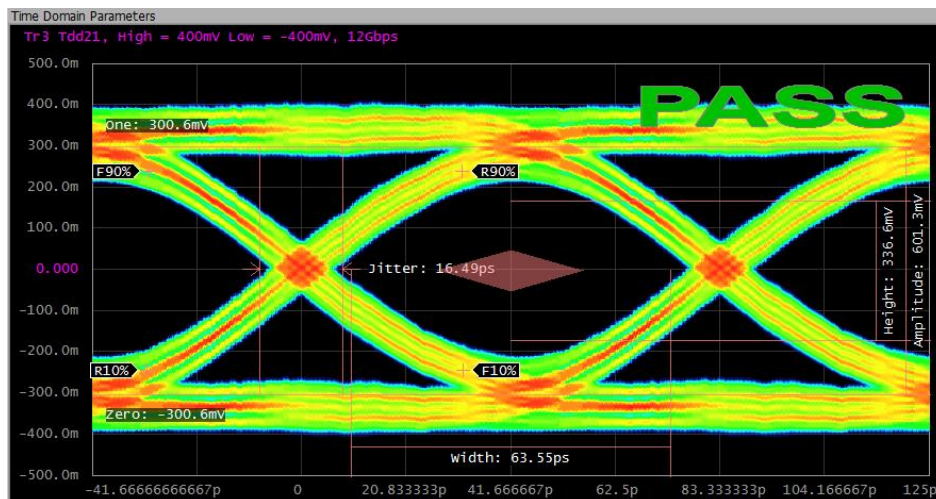 Time Domain Parameters
Tr3 Tdd21, High = 400mV Low = -400mV, 12Gbps
500.0m
400.0m
PASS
One: 300.6mV
300.0m
F90%
R90%
200.0m
100.0m
0.000
Jitter: 16.49ps
Height: 336.6mV
Amplitude: 601.3mV
-100.0m
-200.0m
R10%
F10%
-300.0m
Zero: -300.6mV
-400.0m
Width: 63.55ps
-500.0m
-41.66666666667p 0 20.833333p 41.666667p 62.5p 83.333333p 104.166667p 125p